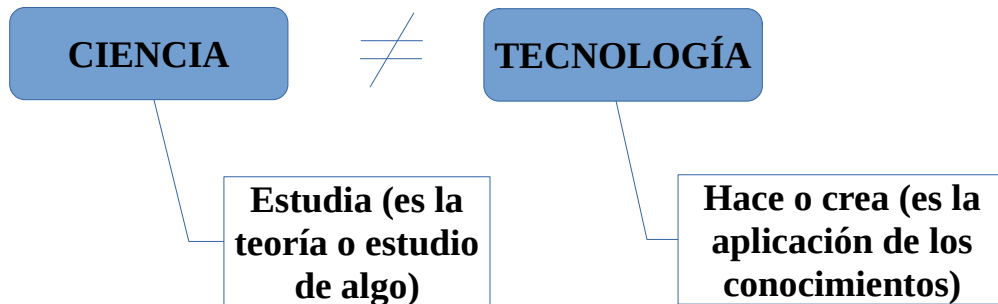 CIENCIA
≠
TECNOLOGÍA
Estudia (es la
teoría o estudio
de algo)
Hace o crea (es la
aplicación de los
conocimientos)